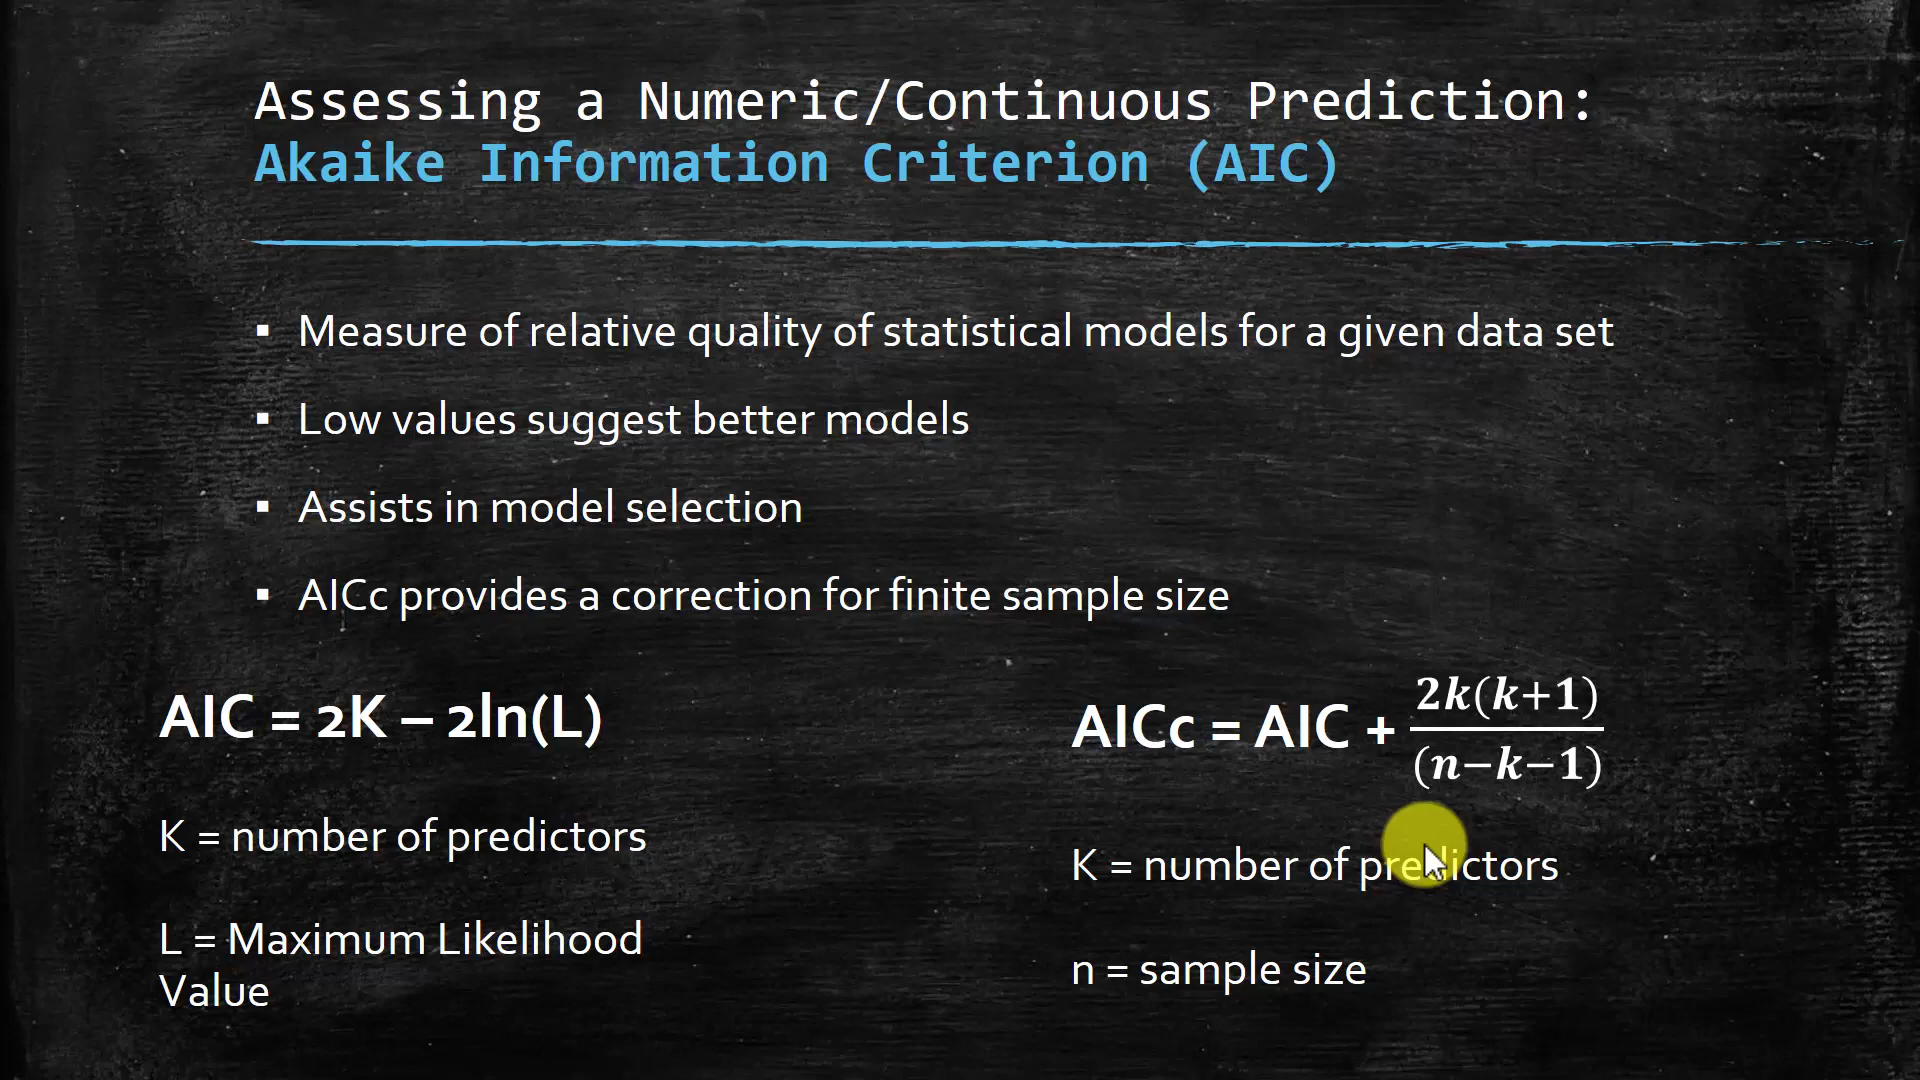 Assessing a Numeric/Continuous Prediction:
Akaike Information Criterion (AIC)
▪ Measure of relative quality of statistical models for a given data set
▪ Low values suggest better models
▪ Assists in model selection
▪ AICc provides a correction for finite sample size
AIC = 2K – 2ln(L)
K = number of predictors
L = Maximum Likelihood
Value
AICc = AIC + 2k(k+1)/(n−k−1)
K = number of predictors
n = sample size